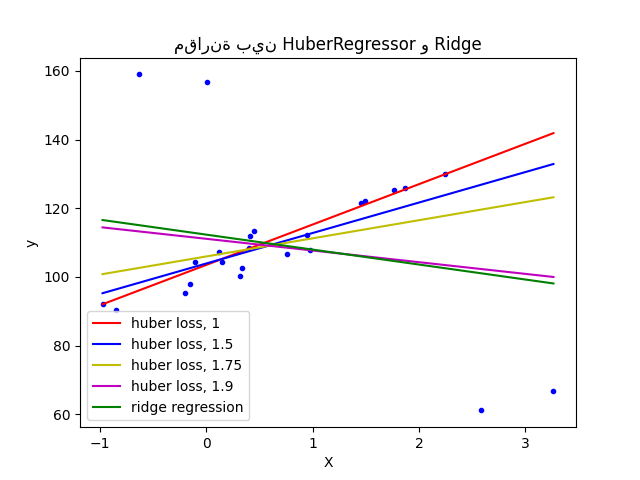 مقارنة بين HuberRegressor و Ridge
160
140
120
100
80
60
y
huber loss, 1
huber loss, 1.5
huber loss, 1.75
huber loss, 1.9
ridge regression
−1
0
1
2
3
X